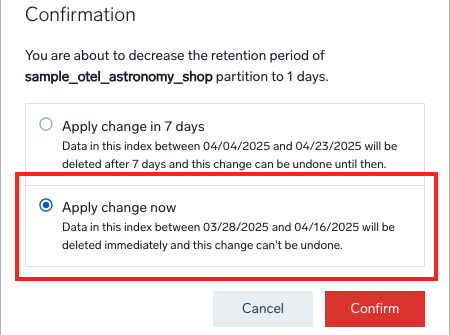 Confirmation
You are about to decrease the retention period of
sample_otel_astronomy_shop partition to 1 days.
Apply change in 7 days
Data in this index between 04/04/2025 and 04/23/2025 will be
deleted after 7 days and this change can be undone until then.
Apply change now
Data in this index between 03/28/2025 and 04/16/2025 will be
deleted immediately and this change can't be undone.
Cancel
Confirm